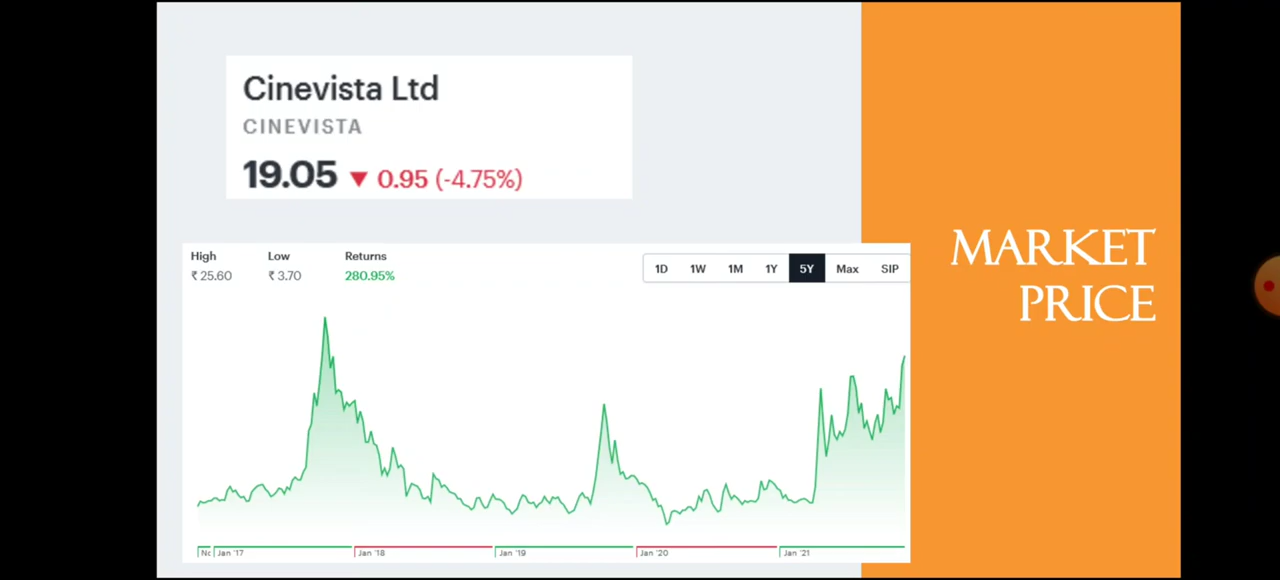 Cinevista Ltd
CINEVISTA
19.05 ▼ 0.95 (-4.75%)
High Low Returns
₹ 25.60 ₹ 3.70 280.95%
1D 1W 1M 1Y 5Y Max SIP
MARKET
PRICE
Nc Jan '17 Jan '18 Jan '19 Jan '20 Jan '21